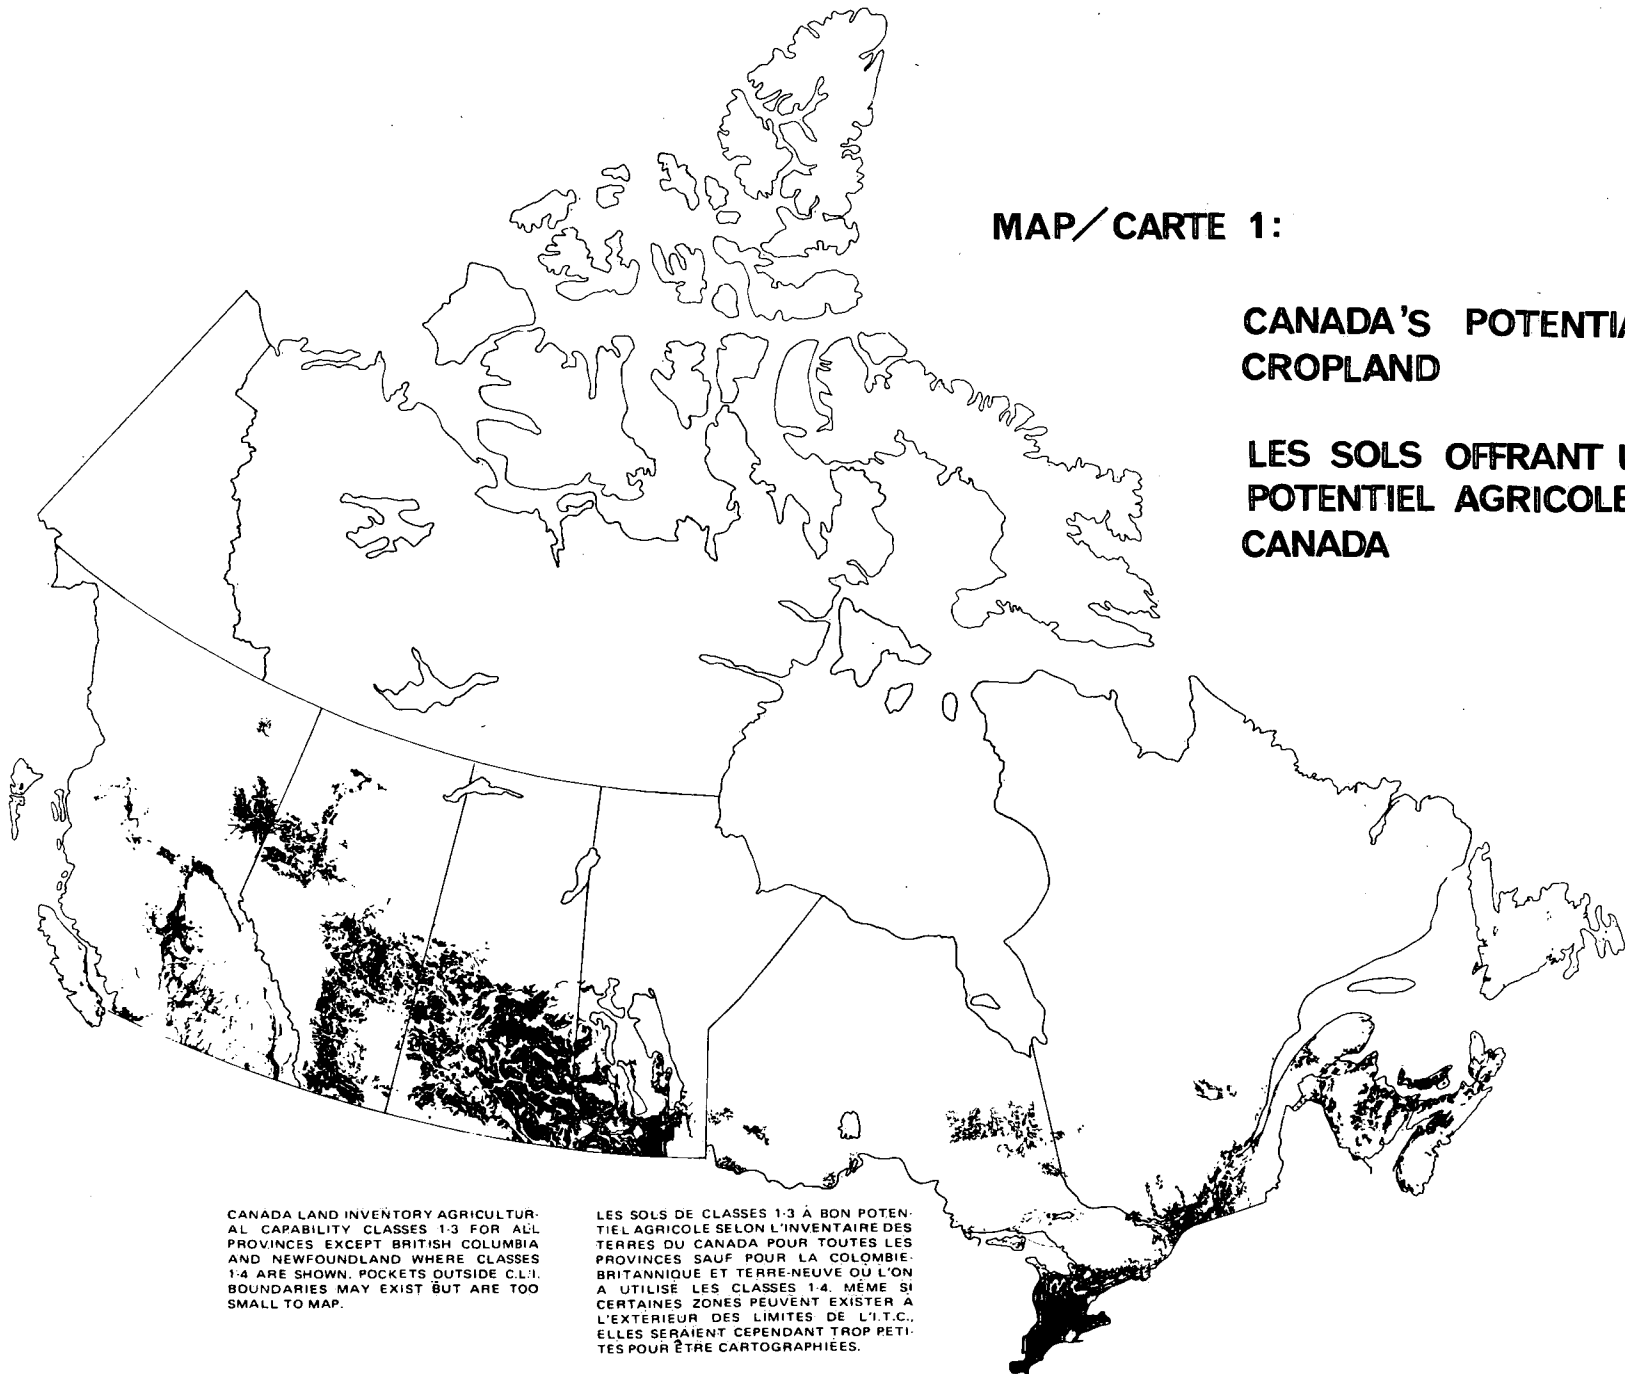 MAP/CARTE 1:
CANADA'S POTENTIA
CROPLAND
LES SOLS OFFRANT U
POTENTIEL AGRICOLE
CANADA
CANADA LAND INVENTORY AGRICULTUR-
AL CAPABILITY CLASSES 1-3 FOR ALL
PROVINCES EXCEPT BRITISH COLUMBIA
AND NEWFOUNDLAND WHERE CLASSES
1-4 ARE SHOWN. POCKETS OUTSIDE C.L.I.
BOUNDARIES MAY EXIST BUT ARE TOO
SMALL TO MAP.
LES SOLS DE CLASSES 1-3 À BON POTEN-
TIEL AGRICOLE SELON L'INVENTAIRE DES
TERRES DU CANADA POUR TOUTES LES
PROVINCES SAUF POUR LA COLOMBIE-
BRITANNIQUE ET TERRE-NEUVE OÙ L'ON
A UTILISÉ LES CLASSES 1-4. MÊME SI
CERTAINES ZONES PEUVENT EXISTER À
L'EXTÉRIEUR DES LIMITES DE L'I.T.C.,
ELLES SERAIENT CEPENDANT TROP PETI-
TES POUR ÊTRE CARTOGRAPHIÉES.